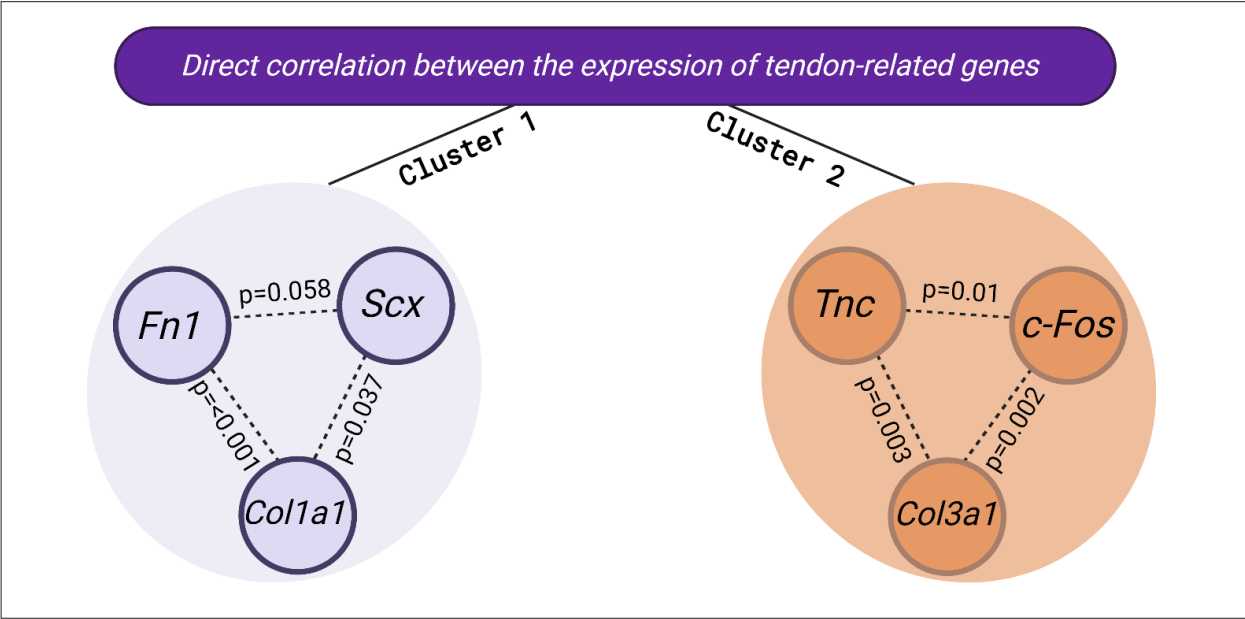 Direct correlation between the expression of tendon-related genes
Cluster 1
Cluster 2
Fn1
p=0.058
Scx
p=<0.001
p=0.037
Col1a1
Tnc
p=0.01
c-Fos
p=0.003
p=0.002
Col3a1